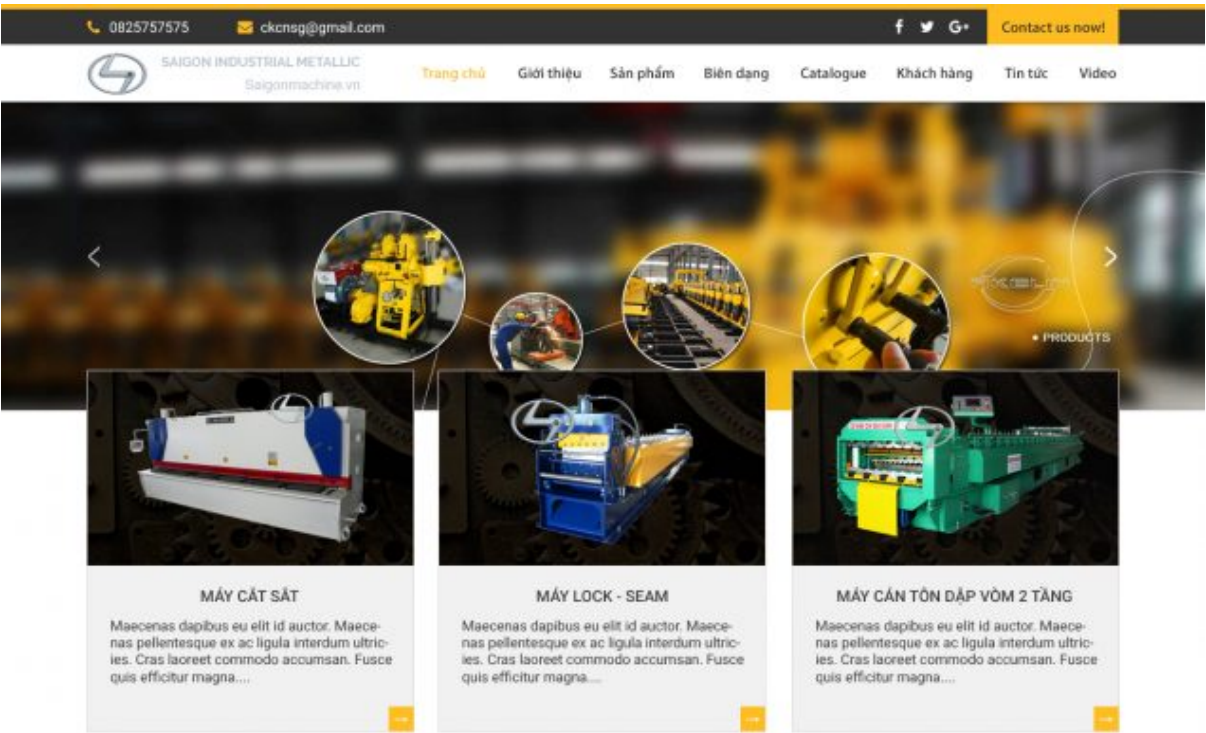 0825757575
ckcnsg@gmail.com
Contact us now!
SAIGON INDUSTRIAL METALLIC
Saigonmachine.vn
Trang chủ
Giới thiệu
Sản phẩm
Biên dạng
Catalogue
Khách hàng
Tin tức
Video
• PRODUCTS
MÁY CẮT SẮT
Maecenas dapibus eu elit id auctor. Maece-
nas pellentesque ex ac ligula interdum ultric-
ies. Cras laoreet commodo accumsan. Fusce
quis efficitur magna....
MÁY LOCK - SEAM
Maecenas dapibus eu elit id auctor. Maece-
nas pellentesque ex ac ligula interdum ultric-
ies. Cras laoreet commodo accumsan. Fusce
quis efficitur magna....
MÁY CÁN TÔN DẬP VÒM 2 TẦNG
Maecenas dapibus eu elit id auctor. Maece-
nas pellentesque ex ac ligula interdum ultric-
ies. Cras laoreet commodo accumsan. Fusce
quis efficitur magna....